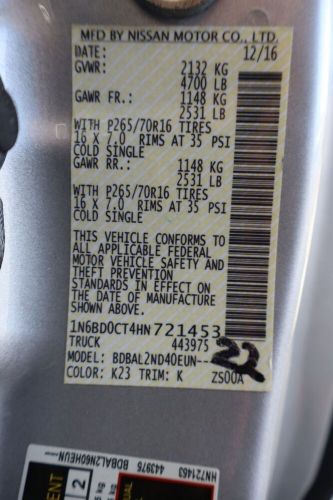 MFD BY NISSAN MOTOR CO., LTD.
DATE: 12/16
GVWR: 2132 KG
4700 LB
GAWR FR.: 1148 KG
2531 LB
WITH P265/70R16 TIRES
16 X 7.0 RIMS AT 35 PSI
COLD SINGLE
GAWR RR.: 1148 KG
2531 LB
WITH P265/70R16 TIRES
16 X 7.0 RIMS AT 35 PSI
COLD SINGLE
THIS VEHICLE CONFORMS TO
ALL APPLICABLE FEDERAL
MOTOR VEHICLE SAFETY AND
THEFT PREVENTION
STANDARDS IN EFFECT ON
THE DATE OF MANUFACTURE
SHOWN ABOVE.
1N6BD0CT4HN721453
TRUCK 443975
MODEL: BDBAL2ND40EUN--
22
COLOR: K23 TRIM: K ZS00A
HN721453
443975 BDBAL2N60HEUN
2